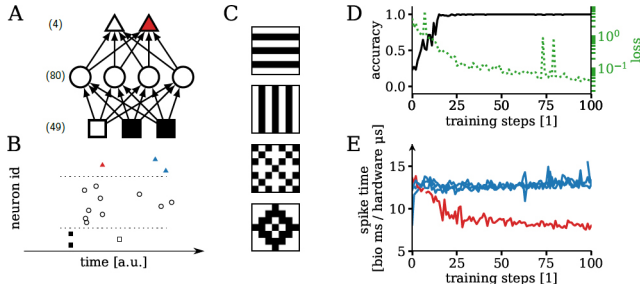 A
(4)
(80)
(49)
B
neuron id
time [a.u.]
C
D
accuracy
1.0
0.5
0.0
10⁰
10⁻¹
loss
0
25
50
75
100
training steps [1]
E
spike time
[bio ms / hardware µs]
15
10
5
0
25
50
75
100
training steps [1]